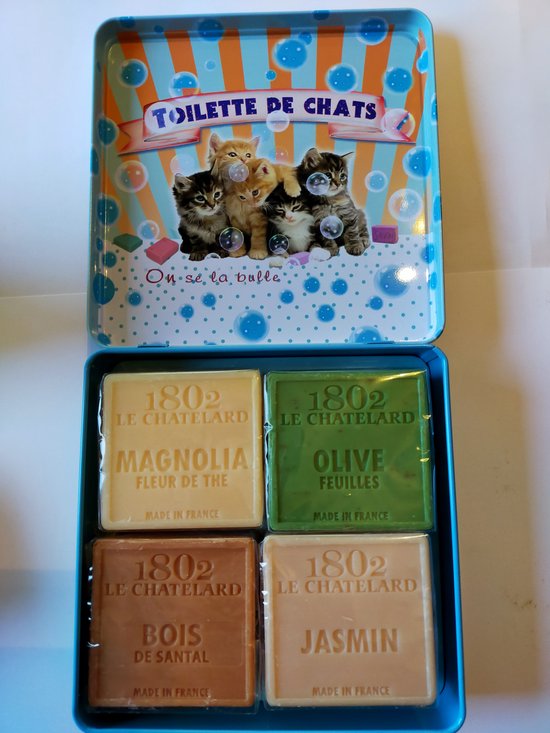 TOILETTE DE CHATS
On se la bulle
1802
LE CHATELARD
MAGNOLIA
FLEUR DE THE
MADE IN FRANCE
1802
LE CHATELARD
OLIVE
FEUILLES
MADE IN FRANCE
1802
LE CHATELARD
BOIS
DE SANTAL
MADE IN FRANCE
1802
LE CHATELARD
JASMIN
MADE IN FRANCE